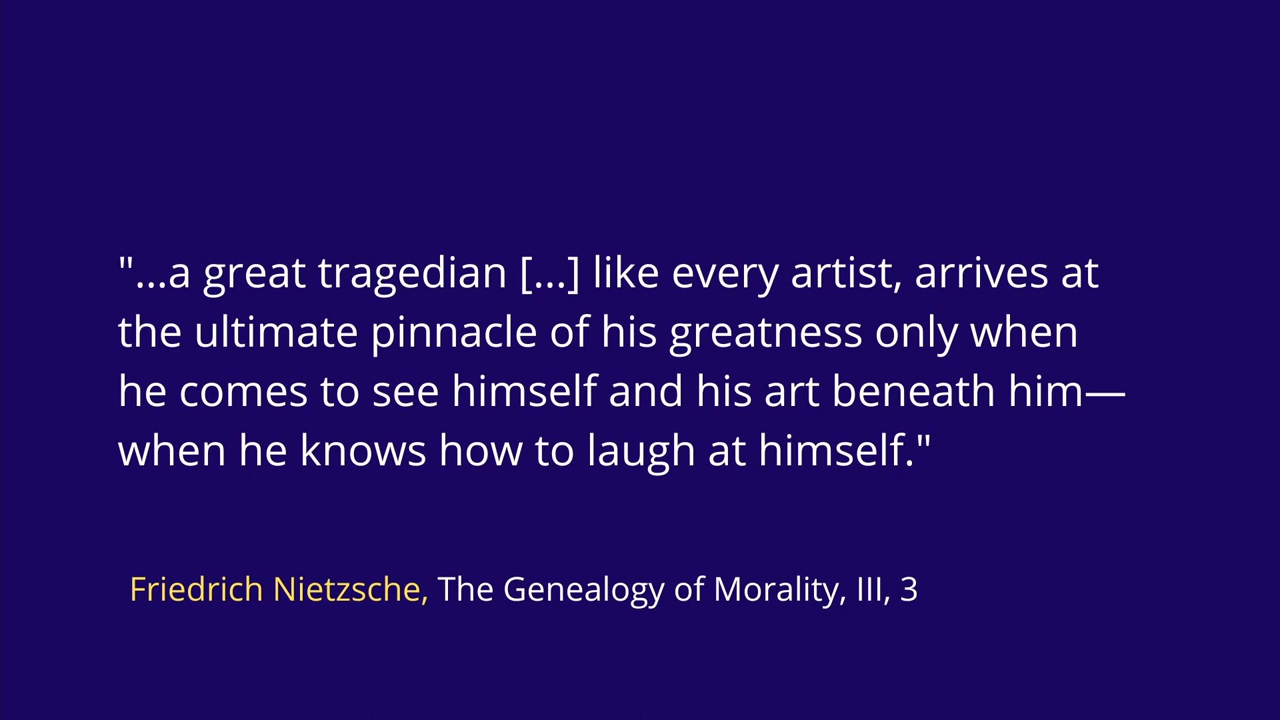 "...a great tragedian [...] like every artist, arrives at
the ultimate pinnacle of his greatness only when
he comes to see himself and his art beneath him—
when he knows how to laugh at himself."
Friedrich Nietzsche, The Genealogy of Morality, III, 3